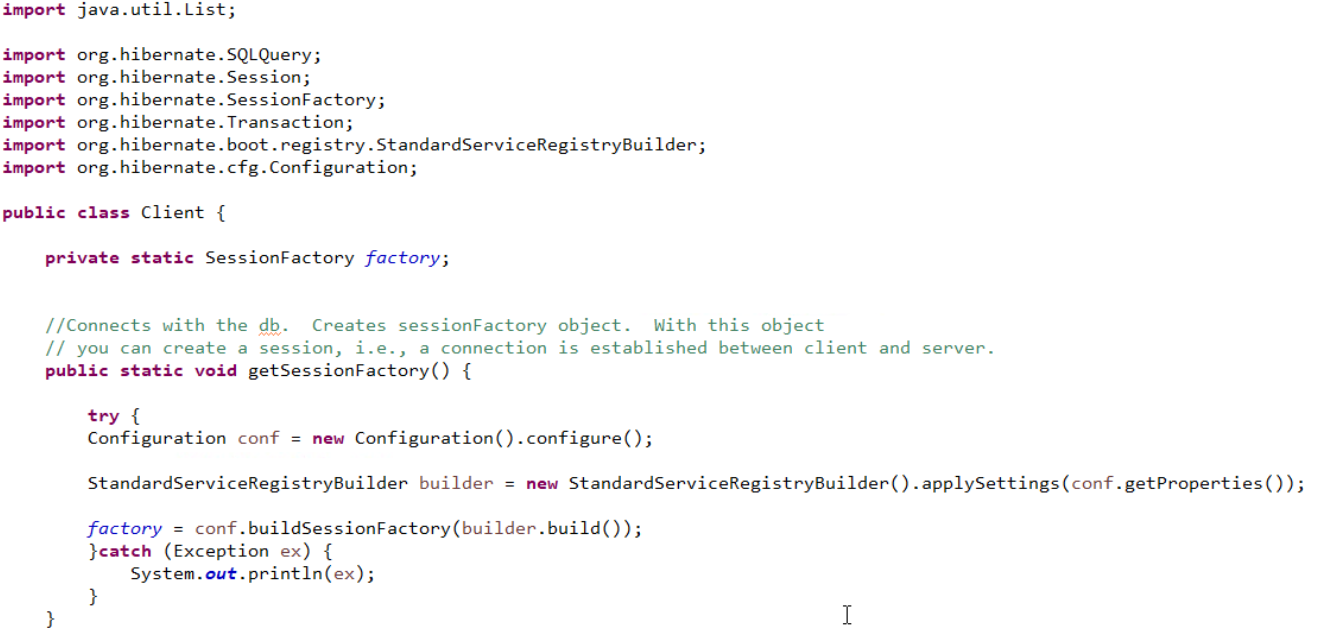 import java.util.List;
import org.hibernate.SQLQuery;
import org.hibernate.Session;
import org.hibernate.SessionFactory;
import org.hibernate.Transaction;
import org.hibernate.boot.registry.StandardServiceRegistryBuilder;
import org.hibernate.cfg.Configuration;
public class Client {
private static SessionFactory factory;
//Connects with the db.  Creates sessionFactory object.  With this object
// you can create a session, i.e., a connection is established between client and server.
public static void getSessionFactory() {
try {
Configuration conf = new Configuration().configure();
StandardServiceRegistryBuilder builder = new StandardServiceRegistryBuilder().applySettings(conf.getProperties());
factory = conf.buildSessionFactory(builder.build());
}catch (Exception ex) {
System.out.println(ex);
}
}